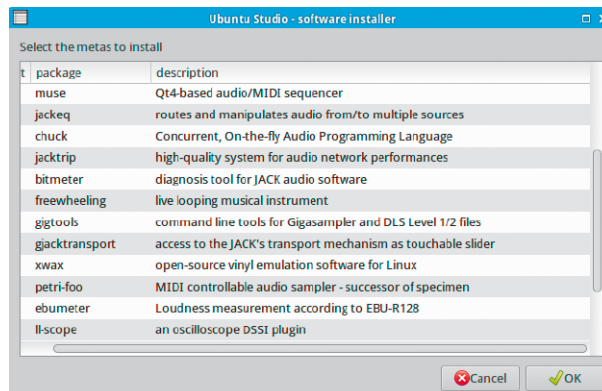 Ubuntu Studio - software installer
Select the metas to install
t package description
muse Qt4-based audio/MIDI sequencer
jackeq routes and manipulates audio from/to multiple sources
chuck Concurrent, On-the-fly Audio Programming Language
jacktrip high-quality system for audio network performances
bitmeter diagnosis tool for JACK audio software
freewheeling live looping musical instrument
gigtools command line tools for Gigasampler and DLS Level 1/2 files
gjacktransport access to the JACK's transport mechanism as touchable slider
xwax open-source vinyl emulation software for Linux
petri-foo MIDI controllable audio sampler - successor of specimen
ebumeter Loudness measurement according to EBU-R128
ll-scope an oscilloscope DSSI plugin
Cancel OK